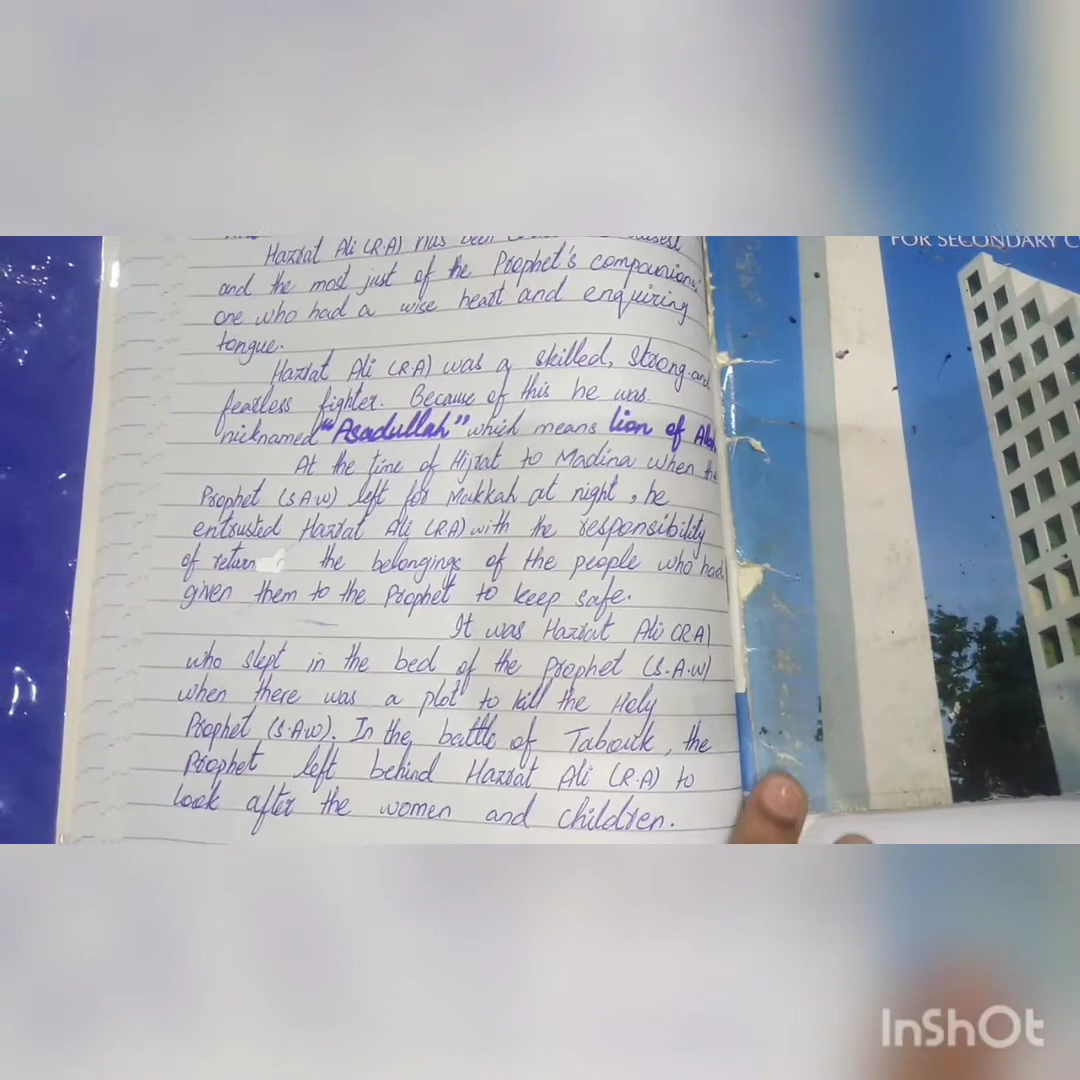 Hazrat Ali (R.A) has been
and the most just of the Prophet's companions.
one who had a wise heart and enquiring
tongue.
Hazrat Ali (R.A) was a skilled, strong and
fearless fighter. Because of this he was
nicknamed "Asadullah" which means lion of Allah
At the time of Hijrat to Madina when the
Prophet (S.A.W) left for Makkah at night, he
entrusted Hazrat Ali (R.A) with the responsibility
of return the belongings of the people who had
given them to the Prophet to keep safe.
It was Hazrat Ali (R.A)
who slept in the bed of the Prophet (S.A.W)
when there was a plot to kill the Holy
Prophet (S.A.W). In the battle of Tabouk, the
Prophet left behind Hazrat Ali (R.A) to
look after the women and children.
FOR SECONDARY
InShOt